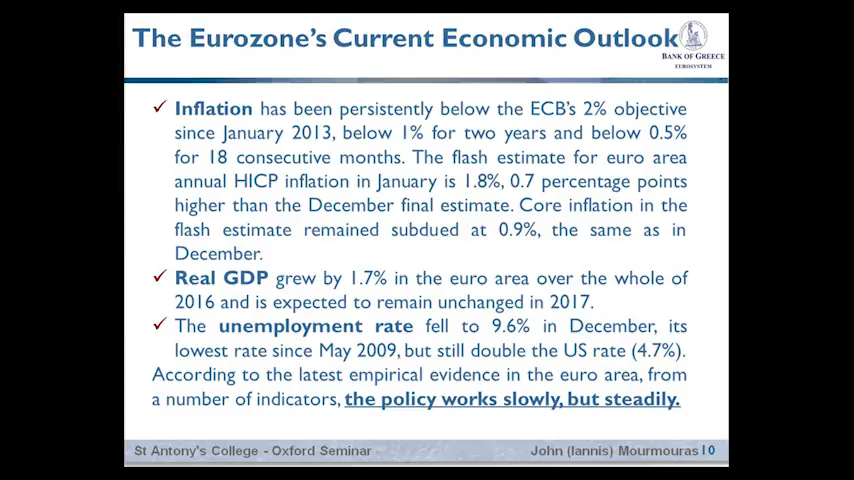 The Eurozone's Current Economic Outlook
BANK OF GREECE
EUROSYSTEM
✓ Inflation has been persistently below the ECB's 2% objective
since January 2013, below 1% for two years and below 0.5%
for 18 consecutive months. The flash estimate for euro area
annual HICP inflation in January is 1.8%, 0.7 percentage points
higher than the December final estimate. Core inflation in the
flash estimate remained subdued at 0.9%, the same as in
December.
✓ Real GDP grew by 1.7% in the euro area over the whole of
2016 and is expected to remain unchanged in 2017.
✓ The unemployment rate fell to 9.6% in December, its
lowest rate since May 2009, but still double the US rate (4.7%).
According to the latest empirical evidence in the euro area, from
a number of indicators, the policy works slowly, but steadily.
St Antony's College - Oxford Seminar
John (Iannis) Mourmouras 10